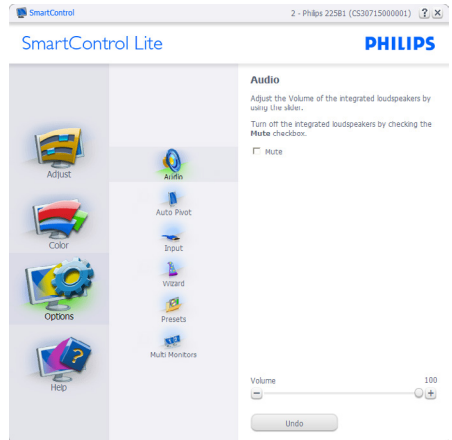 SmartControl
2 - Philips 225B1 (CS30715000001)
? X
SmartControl Lite
PHILIPS
Adjust
Color
Options
Help
Audio
Auto Pivot
Input
Wizard
Presets
Multi Monitors
Audio
Adjust the Volume of the integrated loudspeakers by
using the slider.
Turn off the integrated loudspeakers by checking the
Mute checkbox.
Mute
Volume 100
Undo